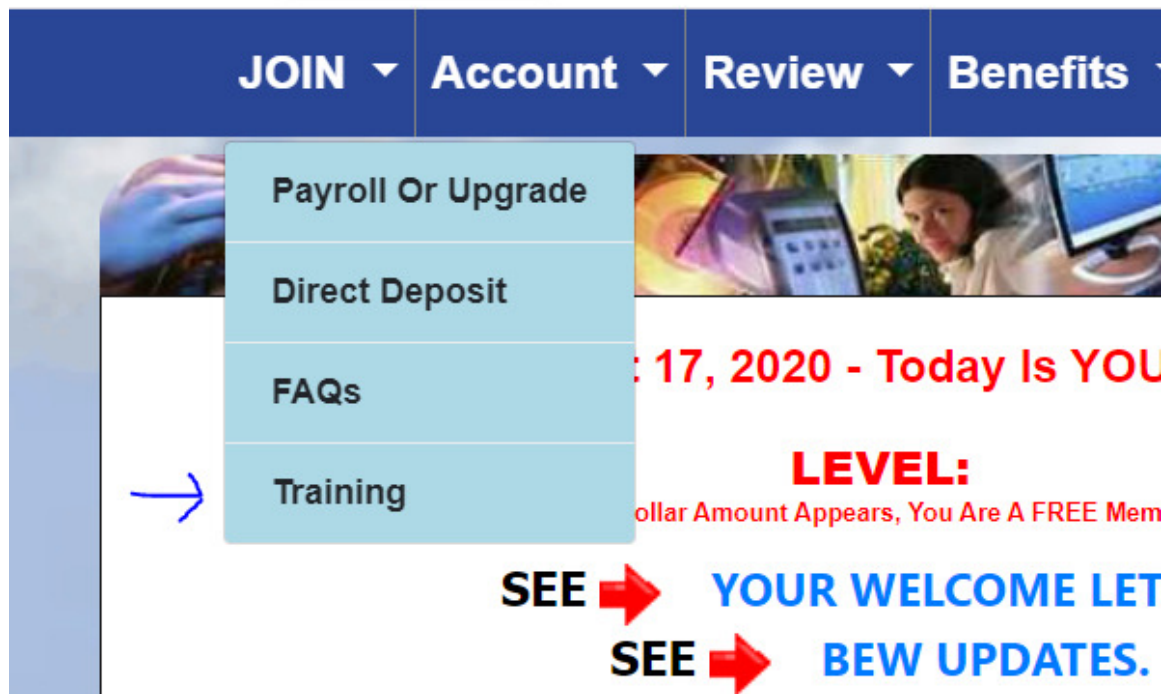 JOIN Account Review Benefits
Payroll Or Upgrade
Direct Deposit
FAQs
Training
17, 2020 - Today Is YOU
LEVEL:
ollar Amount Appears, You Are A FREE Mem
SEE YOUR WELCOME LET
SEE BEW UPDATES.